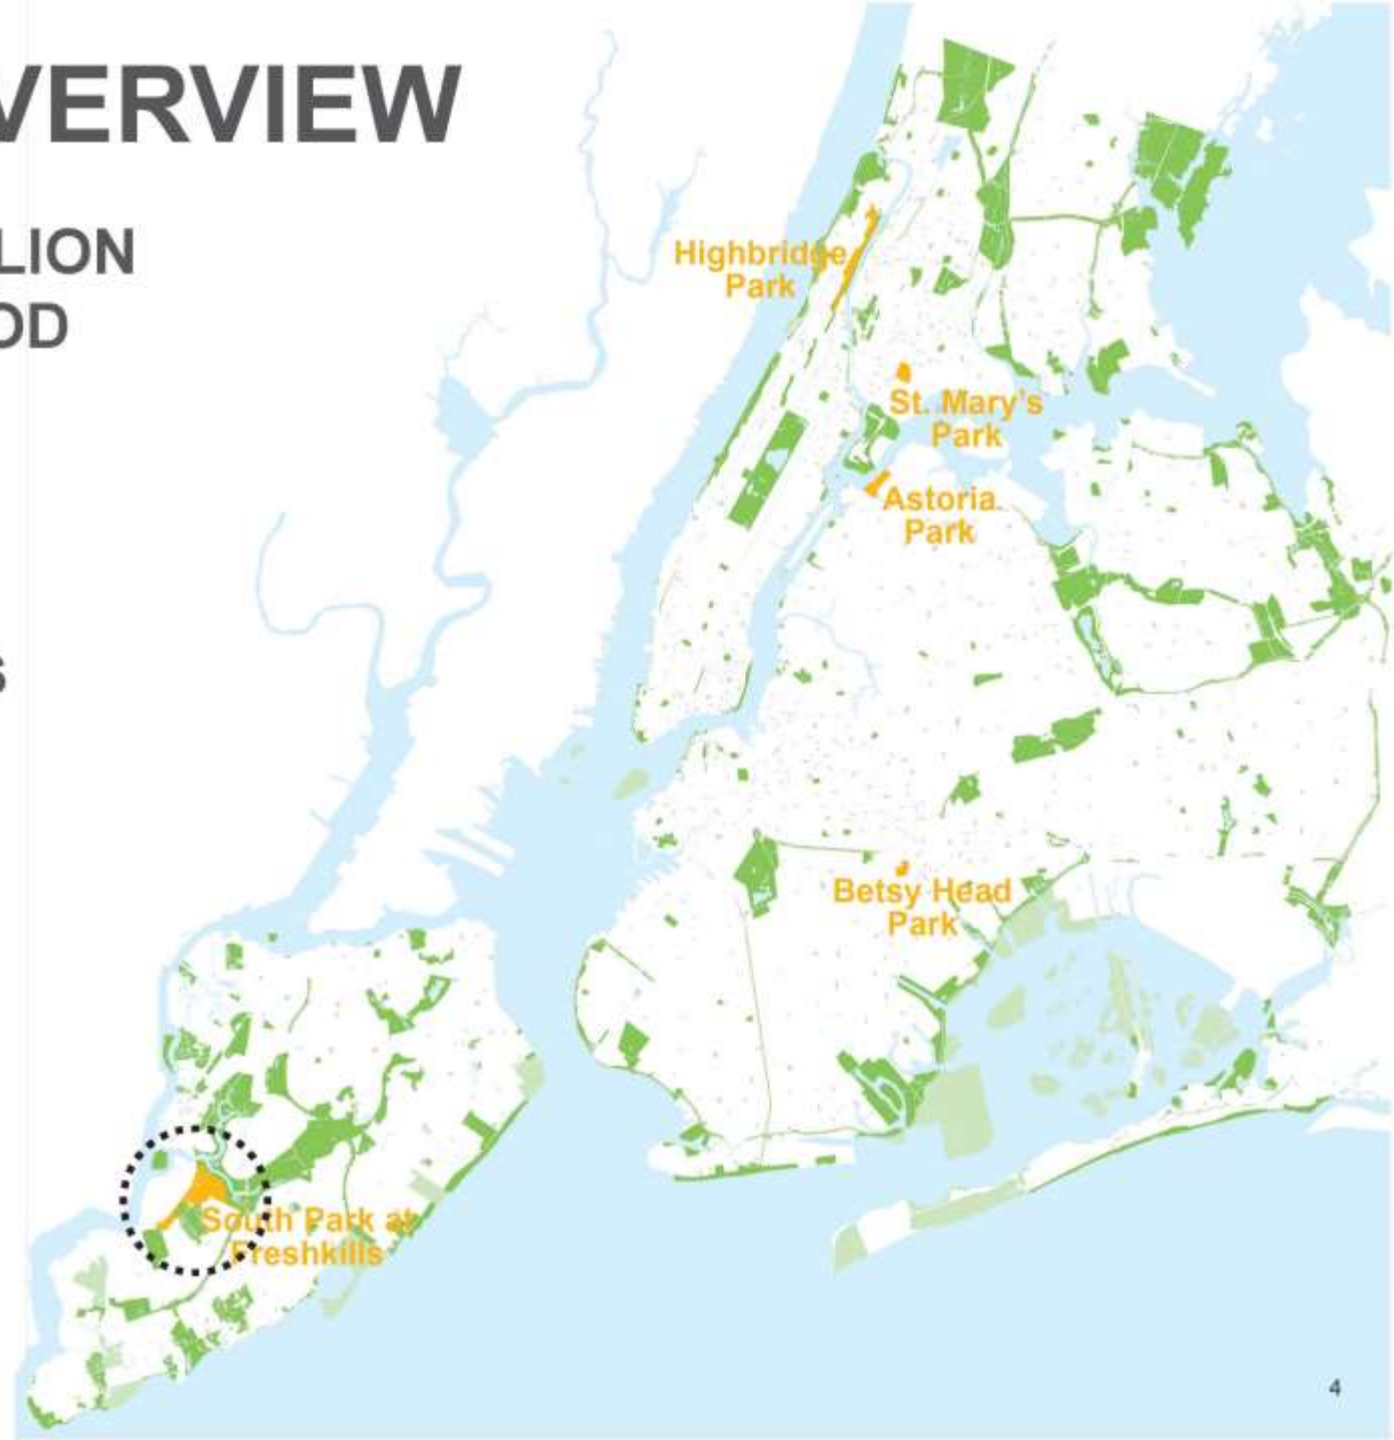 VERVIEW
LION
OD
S
Highbridge
Park
St. Mary's
Park
Astoria
Park
Betsy Head
Park
South Park at
Freshkills
4